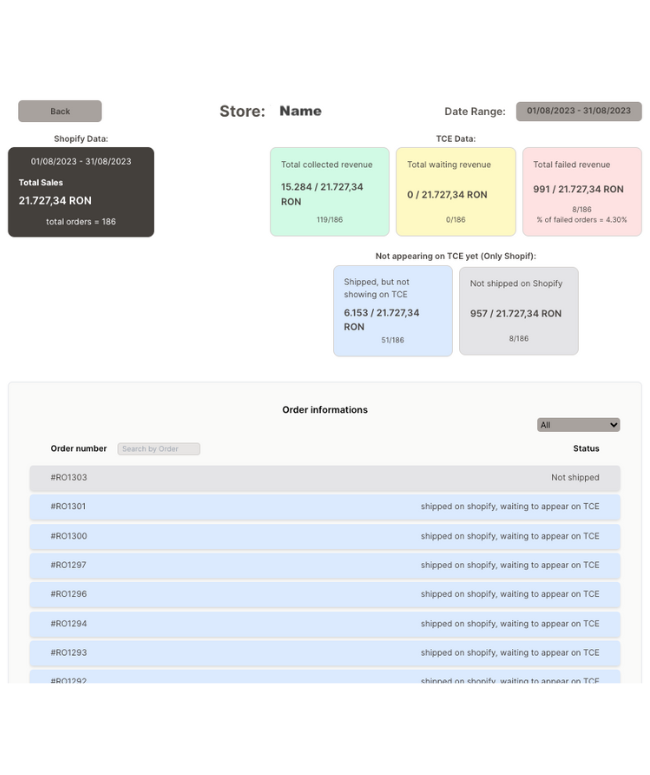 Back
Store: Name
Date Range: 01/08/2023 - 31/08/2023
Shopify Data:
01/08/2023 - 31/08/2023
Total Sales
21.727,34 RON
total orders = 186
TCE Data:
Total collected revenue
15.284 / 21.727,34
RON
119/186
Total waiting revenue
0 / 21.727,34 RON
0/186
Total failed revenue
991 / 21.727,34 RON
8/186
% of failed orders = 4.30%
Not appearing on TCE yet (Only Shopif):
Shipped, but not
showing on TCE
6.153 / 21.727,34
RON
51/186
Not shipped on Shopify
957 / 21.727,34 RON
8/186
Order informations
All
Order number Search by Order Status
#RO1303 Not shipped
#RO1301 shipped on shopify, waiting to appear on TCE
#RO1300 shipped on shopify, waiting to appear on TCE
#RO1297 shipped on shopify, waiting to appear on TCE
#RO1296 shipped on shopify, waiting to appear on TCE
#RO1294 shipped on shopify, waiting to appear on TCE
#RO1293 shipped on shopify, waiting to appear on TCE
#RO1292 shipped on shopify, waiting to appear on TCE